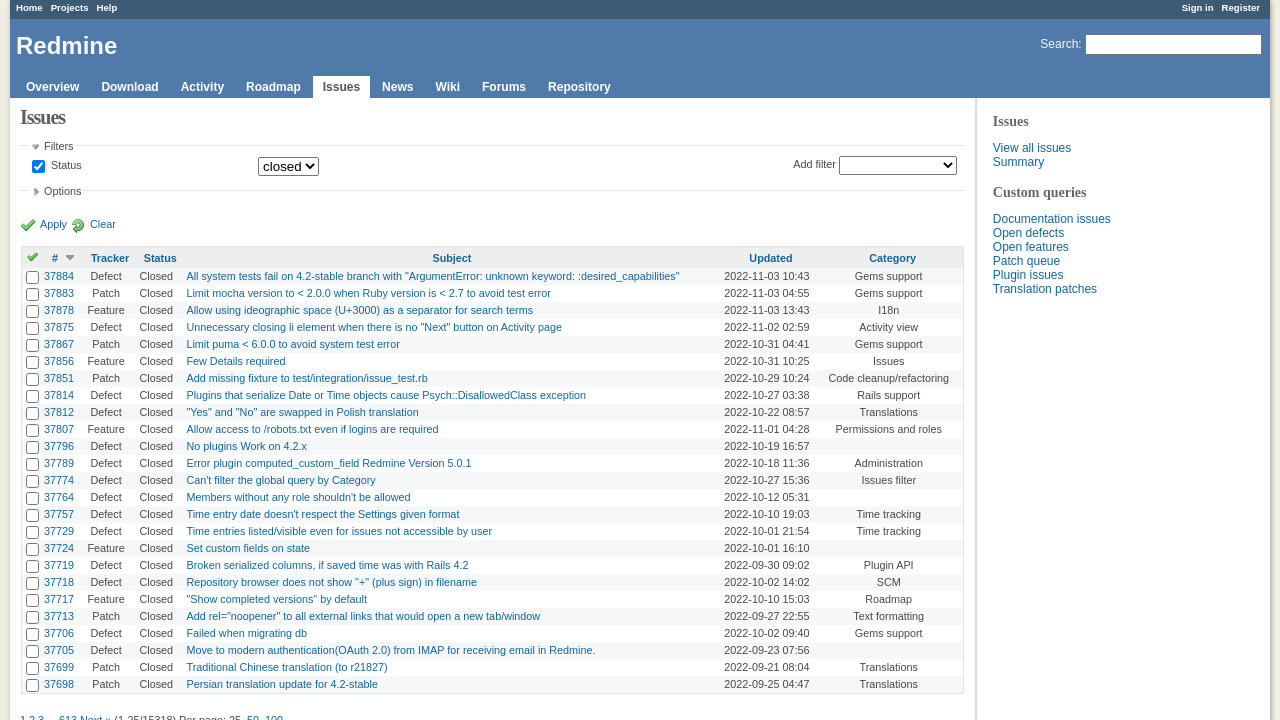 Home Projects Help Sign in Register
Redmine Search:
Overview Download Activity Roadmap Issues News Wiki Forums Repository
Issues
Filters
Status closed Add filter
Options
Apply Clear
# Tracker Status Subject Updated Category
37884 Defect Closed All system tests fail on 4.2-stable branch with "ArgumentError: unknown keyword: :desired_capabilities" 2022-11-03 10:43 Gems support
37883 Patch Closed Limit mocha version to < 2.0.0 when Ruby version is < 2.7 to avoid test error 2022-11-03 04:55 Gems support
37878 Feature Closed Allow using ideographic space (U+3000) as a separator for search terms 2022-11-03 13:43 I18n
37875 Defect Closed Unnecessary closing li element when there is no "Next" button on Activity page 2022-11-02 02:59 Activity view
37867 Patch Closed Limit puma < 6.0.0 to avoid system test error 2022-10-31 04:41 Gems support
37856 Feature Closed Few Details required 2022-10-31 10:25 Issues
37851 Patch Closed Add missing fixture to test/integration/issue_test.rb 2022-10-29 10:24 Code cleanup/refactoring
37814 Defect Closed Plugins that serialize Date or Time objects cause Psych::DisallowedClass exception 2022-10-27 03:38 Rails support
37812 Defect Closed "Yes" and "No" are swapped in Polish translation 2022-10-22 08:57 Translations
37807 Feature Closed Allow access to /robots.txt even if logins are required 2022-11-01 04:28 Permissions and roles
37796 Defect Closed No plugins Work on 4.2.x 2022-10-19 16:57
37789 Defect Closed Error plugin computed_custom_field Redmine Version 5.0.1 2022-10-18 11:36 Administration
37774 Defect Closed Can't filter the global query by Category 2022-10-27 15:36 Issues filter
37764 Defect Closed Members without any role shouldn't be allowed 2022-10-12 05:31
37757 Defect Closed Time entry date doesn't respect the Settings given format 2022-10-10 19:03 Time tracking
37729 Defect Closed Time entries listed/visible even for issues not accessible by user 2022-10-01 21:54 Time tracking
37724 Feature Closed Set custom fields on state 2022-10-01 16:10
37719 Defect Closed Broken serialized columns, if saved time was with Rails 4.2 2022-09-30 09:02 Plugin API
37718 Defect Closed Repository browser does not show "+" (plus sign) in filename 2022-10-02 14:02 SCM
37717 Feature Closed "Show completed versions" by default 2022-10-10 15:03 Roadmap
37713 Patch Closed Add rel="noopener" to all external links that would open a new tab/window 2022-09-27 22:55 Text formatting
37706 Defect Closed Failed when migrating db 2022-10-02 09:40 Gems support
37705 Defect Closed Move to modern authentication(OAuth 2.0) from IMAP for receiving email in Redmine. 2022-09-23 07:56
37699 Patch Closed Traditional Chinese translation (to r21827) 2022-09-21 08:04 Translations
37698 Patch Closed Persian translation update for 4.2-stable 2022-09-25 04:47 Translations
1 2 3 ... 613 Next » (1-25/15318) Per page: 25, 50, 100
Issues
View all issues
Summary
Custom queries
Documentation issues
Open defects
Open features
Patch queue
Plugin issues
Translation patches